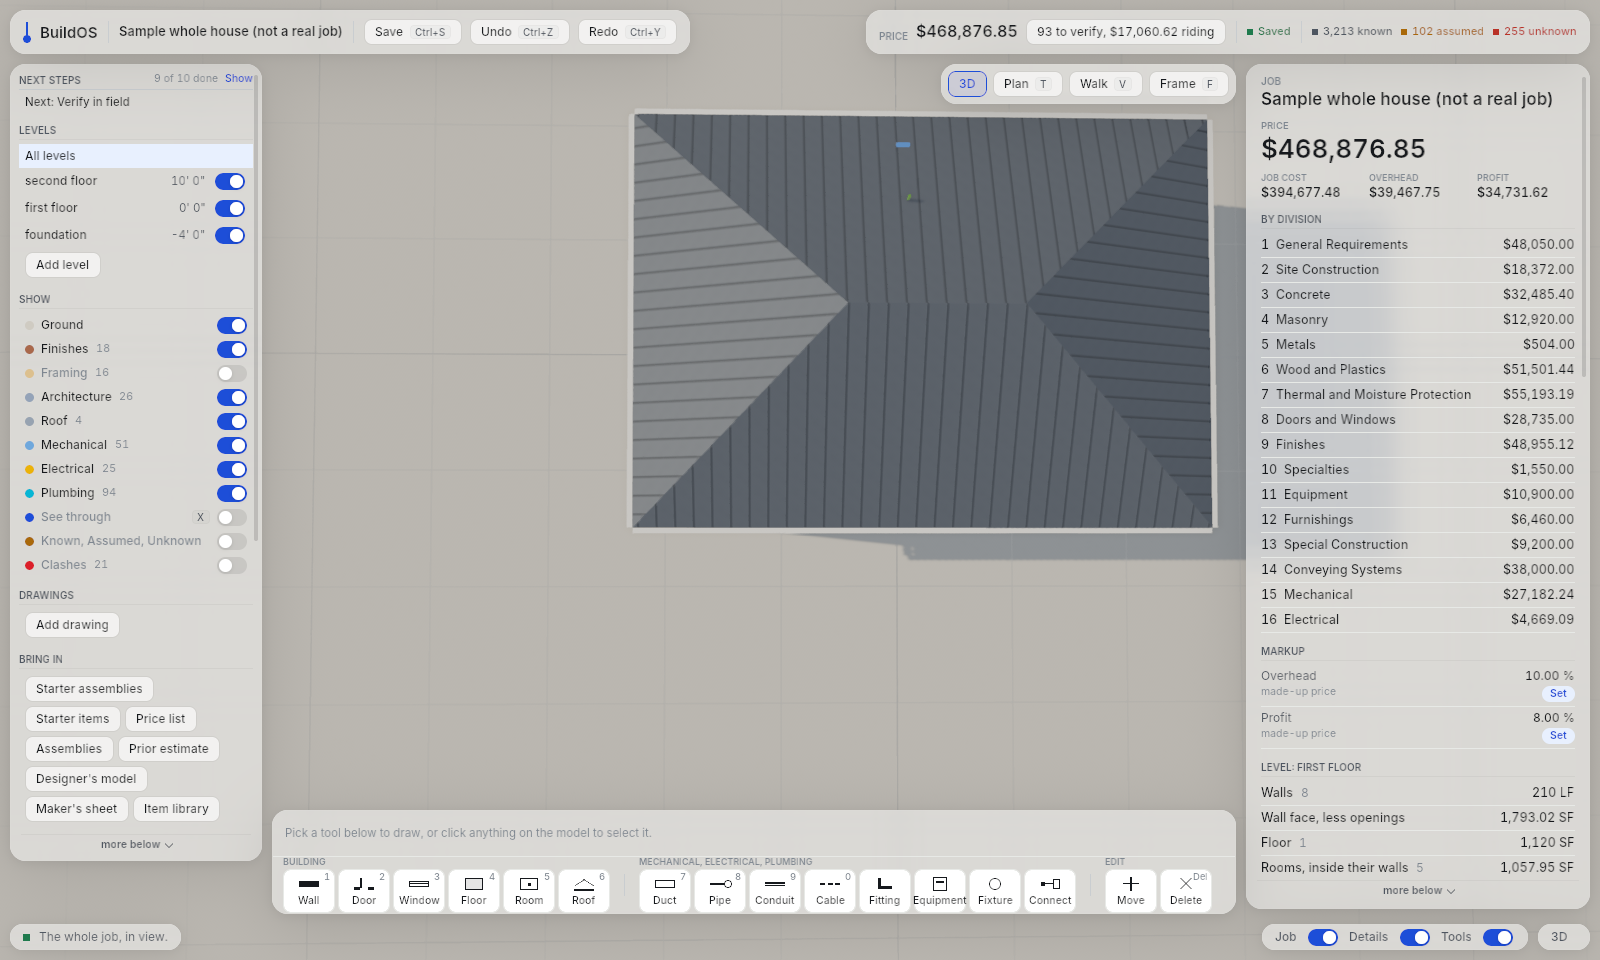 BuildOS
Sample whole house (not a real job)
Save Ctrl+S
Undo Ctrl+Z
Redo Ctrl+Y
PRICE $468,876.85
93 to verify, $17,060.62 riding
Saved
3,213 known
102 assumed
255 unknown
3D
Plan T
Walk V
Frame F
NEXT STEPS 9 of 10 done Show
Next: Verify in field
LEVELS
All levels
second floor 10' 0"
first floor 0' 0"
foundation -4' 0"
Add level
SHOW
Ground
Finishes 18
Framing 16
Architecture 26
Roof 4
Mechanical 51
Electrical 25
Plumbing 94
See through X
Known, Assumed, Unknown
Clashes 21
DRAWINGS
Add drawing
BRING IN
Starter assemblies
Starter items Price list
Assemblies Prior estimate
Designer's model
Maker's sheet Item library
more below
The whole job, in view.
Pick a tool below to draw, or click anything on the model to select it.
BUILDING
Wall 1
Door 2
Window 3
Floor 4
Room 5
Roof 6
MECHANICAL, ELECTRICAL, PLUMBING
Duct 7
Pipe 8
Conduit 9
Cable 0
Fitting
Equipment
Fixture
Connect
EDIT
Move
Delete Del
JOB
Sample whole house (not a real job)
PRICE
$468,876.85
JOB COST OVERHEAD PROFIT
$394,677.48 $39,467.75 $34,731.62
BY DIVISION
1 General Requirements $48,050.00
2 Site Construction $18,372.00
3 Concrete $32,485.40
4 Masonry $12,920.00
5 Metals $504.00
6 Wood and Plastics $51,501.44
7 Thermal and Moisture Protection $55,193.19
8 Doors and Windows $28,735.00
9 Finishes $48,955.12
10 Specialties $1,550.00
11 Equipment $10,900.00
12 Furnishings $6,460.00
13 Special Construction $9,200.00
14 Conveying Systems $38,000.00
15 Mechanical $27,182.24
16 Electrical $4,669.09
MARKUP
Overhead 10.00 %
made-up price Set
Profit 8.00 %
made-up price Set
LEVEL: FIRST FLOOR
Walls 8 210 LF
Wall face, less openings 1,793.02 SF
Floor 1 1,120 SF
Rooms, inside their walls 5 1,057.95 SF
more below
Job Details Tools 3D